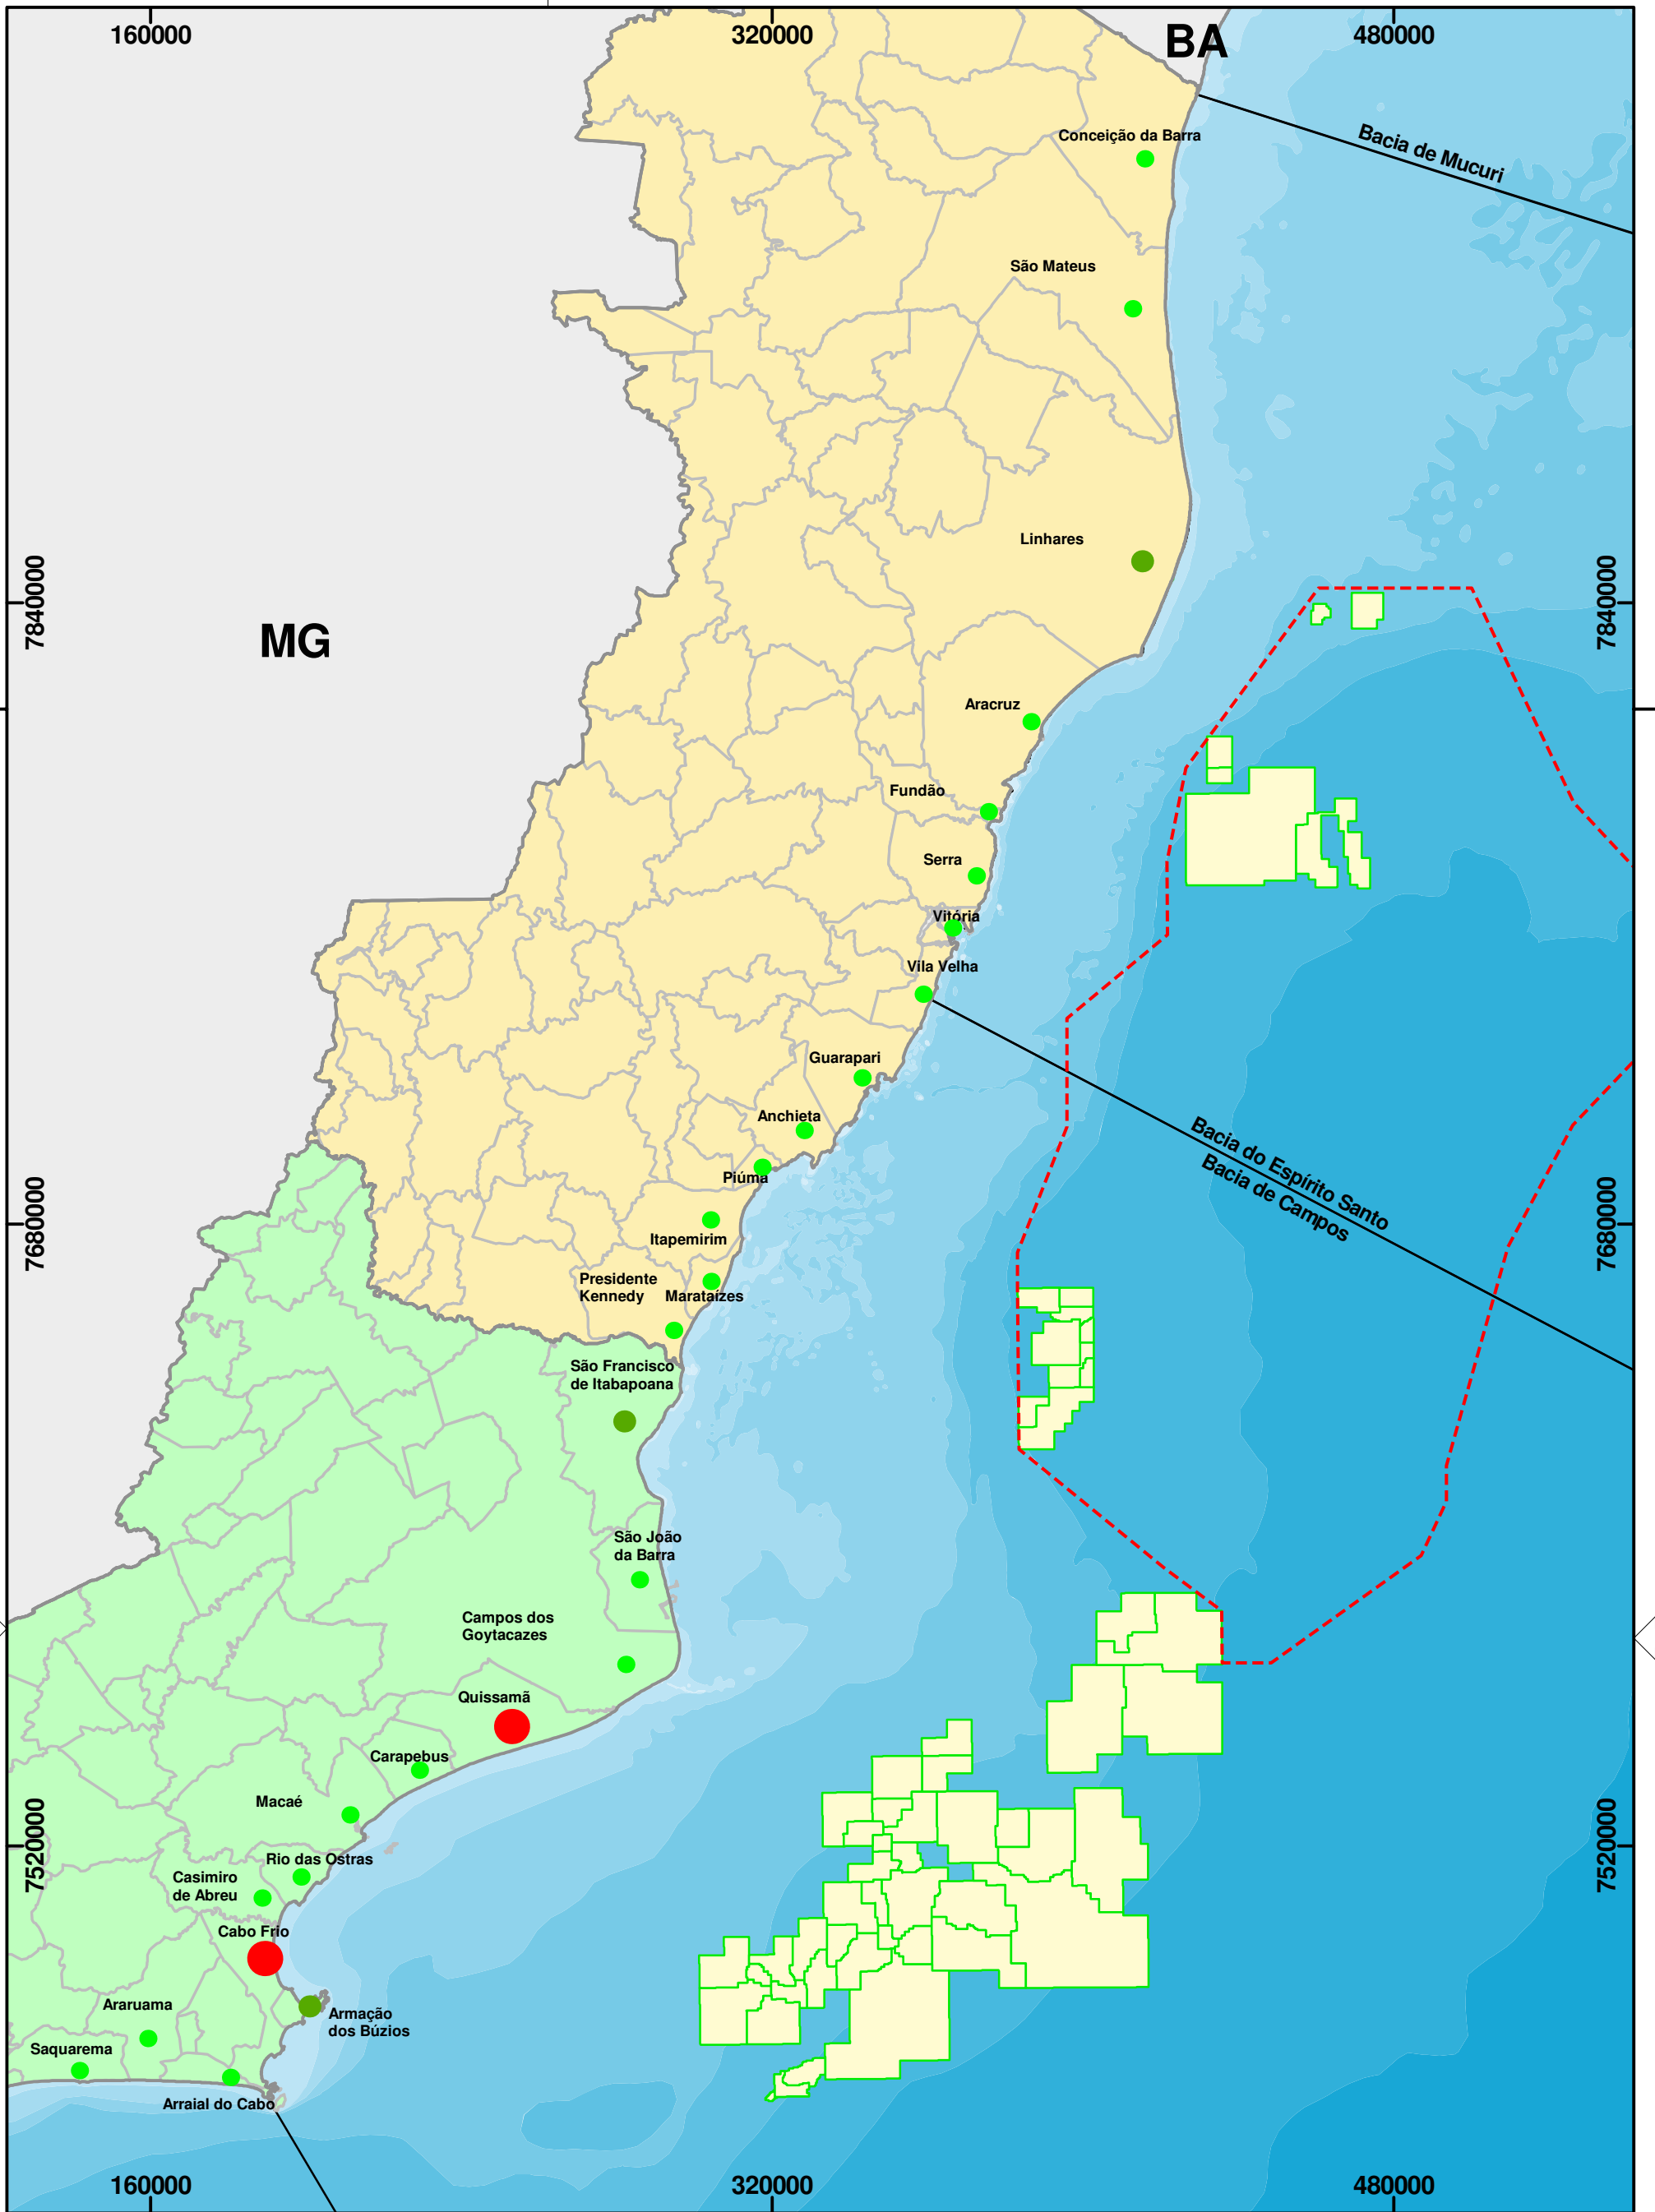 160000
320000
BA
480000
Conceição da Barra
Bacia de Mucuri
São Mateus
Linhares
7840000
7840000
MG
Aracruz
Fundão
Serra
Vitória
Vila Velha
Guarapari
Anchieta
Piúma
Bacia do Espírito Santo
Bacia de Campos
7680000
7680000
Itapemirim
Presidente
Kennedy
Marataízes
São Francisco
de Itabapoana
São João
da Barra
Campos dos
Goytacazes
Quissamã
Carapebus
Macaé
7520000
7520000
Rio das Ostras
Casimiro
de Abreu
Cabo Frio
Araruama
Armação
dos Búzios
Saquarema
Arraial do Cabo
160000
320000
480000